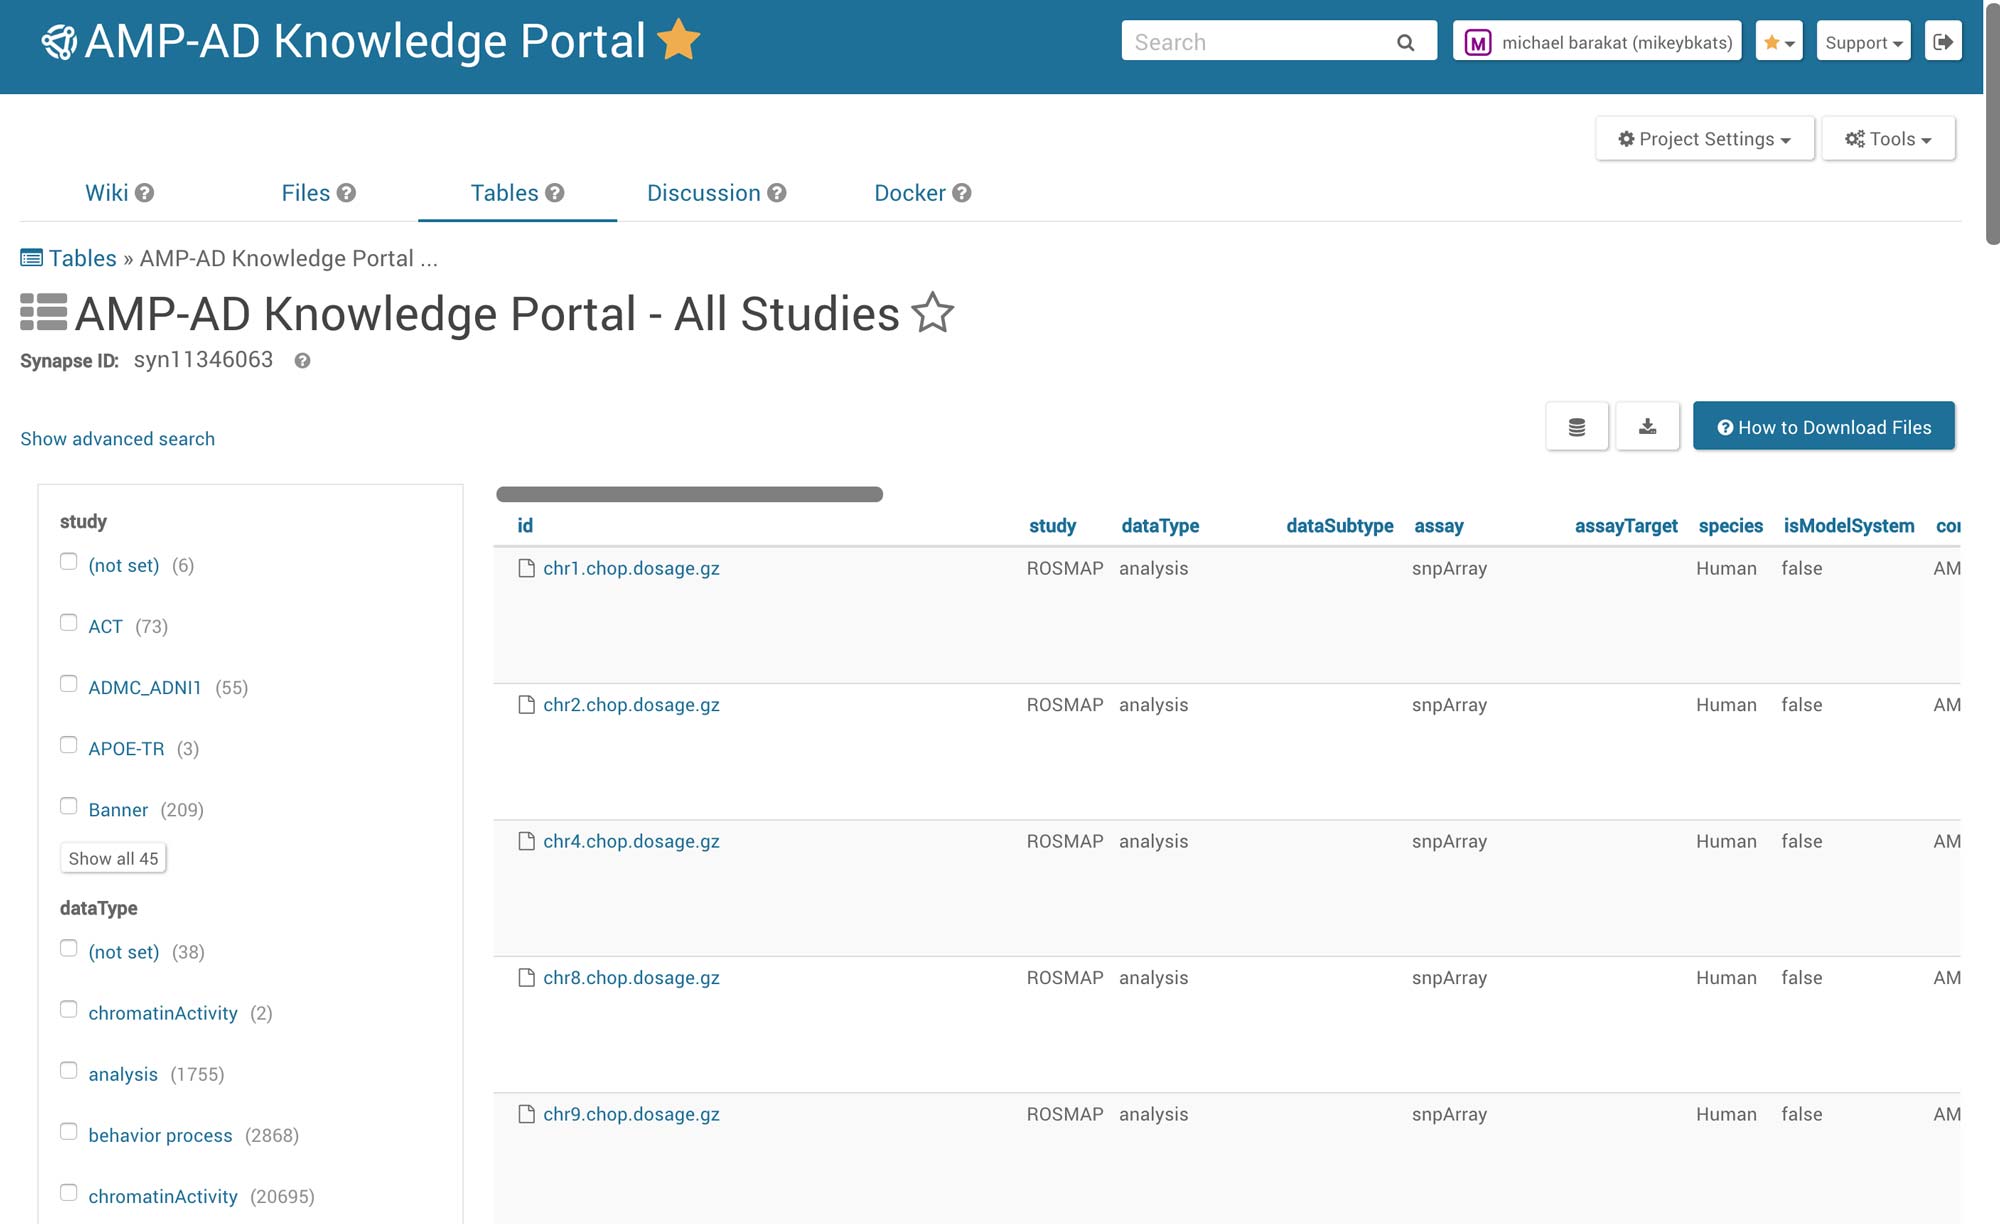 AMP-AD Knowledge Portal
Search
M michael barakat (mikeybkats)
Support
Project Settings
Tools
Wiki ?
Files ?
Tables ?
Discussion ?
Docker ?
Tables » AMP-AD Knowledge Portal ...
AMP-AD Knowledge Portal - All Studies
Synapse ID: syn11346063 ?
Show advanced search
? How to Download Files
study
(not set) (6)
ACT (73)
ADMC_ADNI1 (55)
APOE-TR (3)
Banner (209)
Show all 45
dataType
(not set) (38)
chromatinActivity (2)
analysis (1755)
behavior process (2868)
chromatinActivity (20695)
id study dataType dataSubtype assay assayTarget species isModelSystem con
chr1.chop.dosage.gz ROSMAP analysis snpArray Human false AM
chr2.chop.dosage.gz ROSMAP analysis snpArray Human false AM
chr4.chop.dosage.gz ROSMAP analysis snpArray Human false AM
chr8.chop.dosage.gz ROSMAP analysis snpArray Human false AM
chr9.chop.dosage.gz ROSMAP analysis snpArray Human false AM